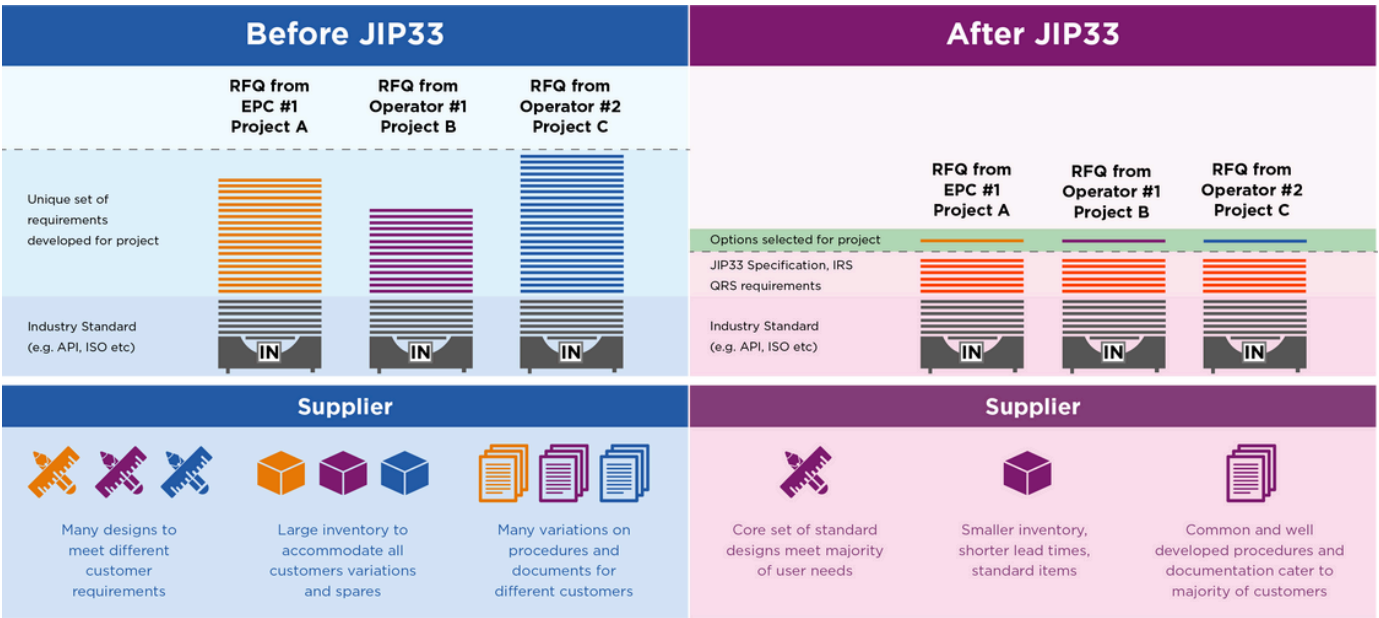 Before JIP33
RFQ from
EPC #1
Project A
RFQ from
Operator #1
Project B
RFQ from
Operator #2
Project C
Unique set of
requirements
developed for project
Industry Standard
(e.g. API, ISO etc)
IN
IN
IN
After JIP33
RFQ from
EPC #1
Project A
RFQ from
Operator #1
Project B
RFQ from
Operator #2
Project C
Options selected for project
JIP33 Specification, IRS
QRS requirements
Industry Standard
(e.g. API, ISO etc)
IN
IN
IN
Supplier
Many designs to
meet different
customer
requirements
Large inventory to
accommodate all
customers variations
and spares
Many variations on
procedures and
documents for
different customers
Supplier
Core set of standard
designs meet majority
of user needs
Smaller inventory,
shorter lead times,
standard items
Common and well
developed procedures and
documentation cater to
majority of customers